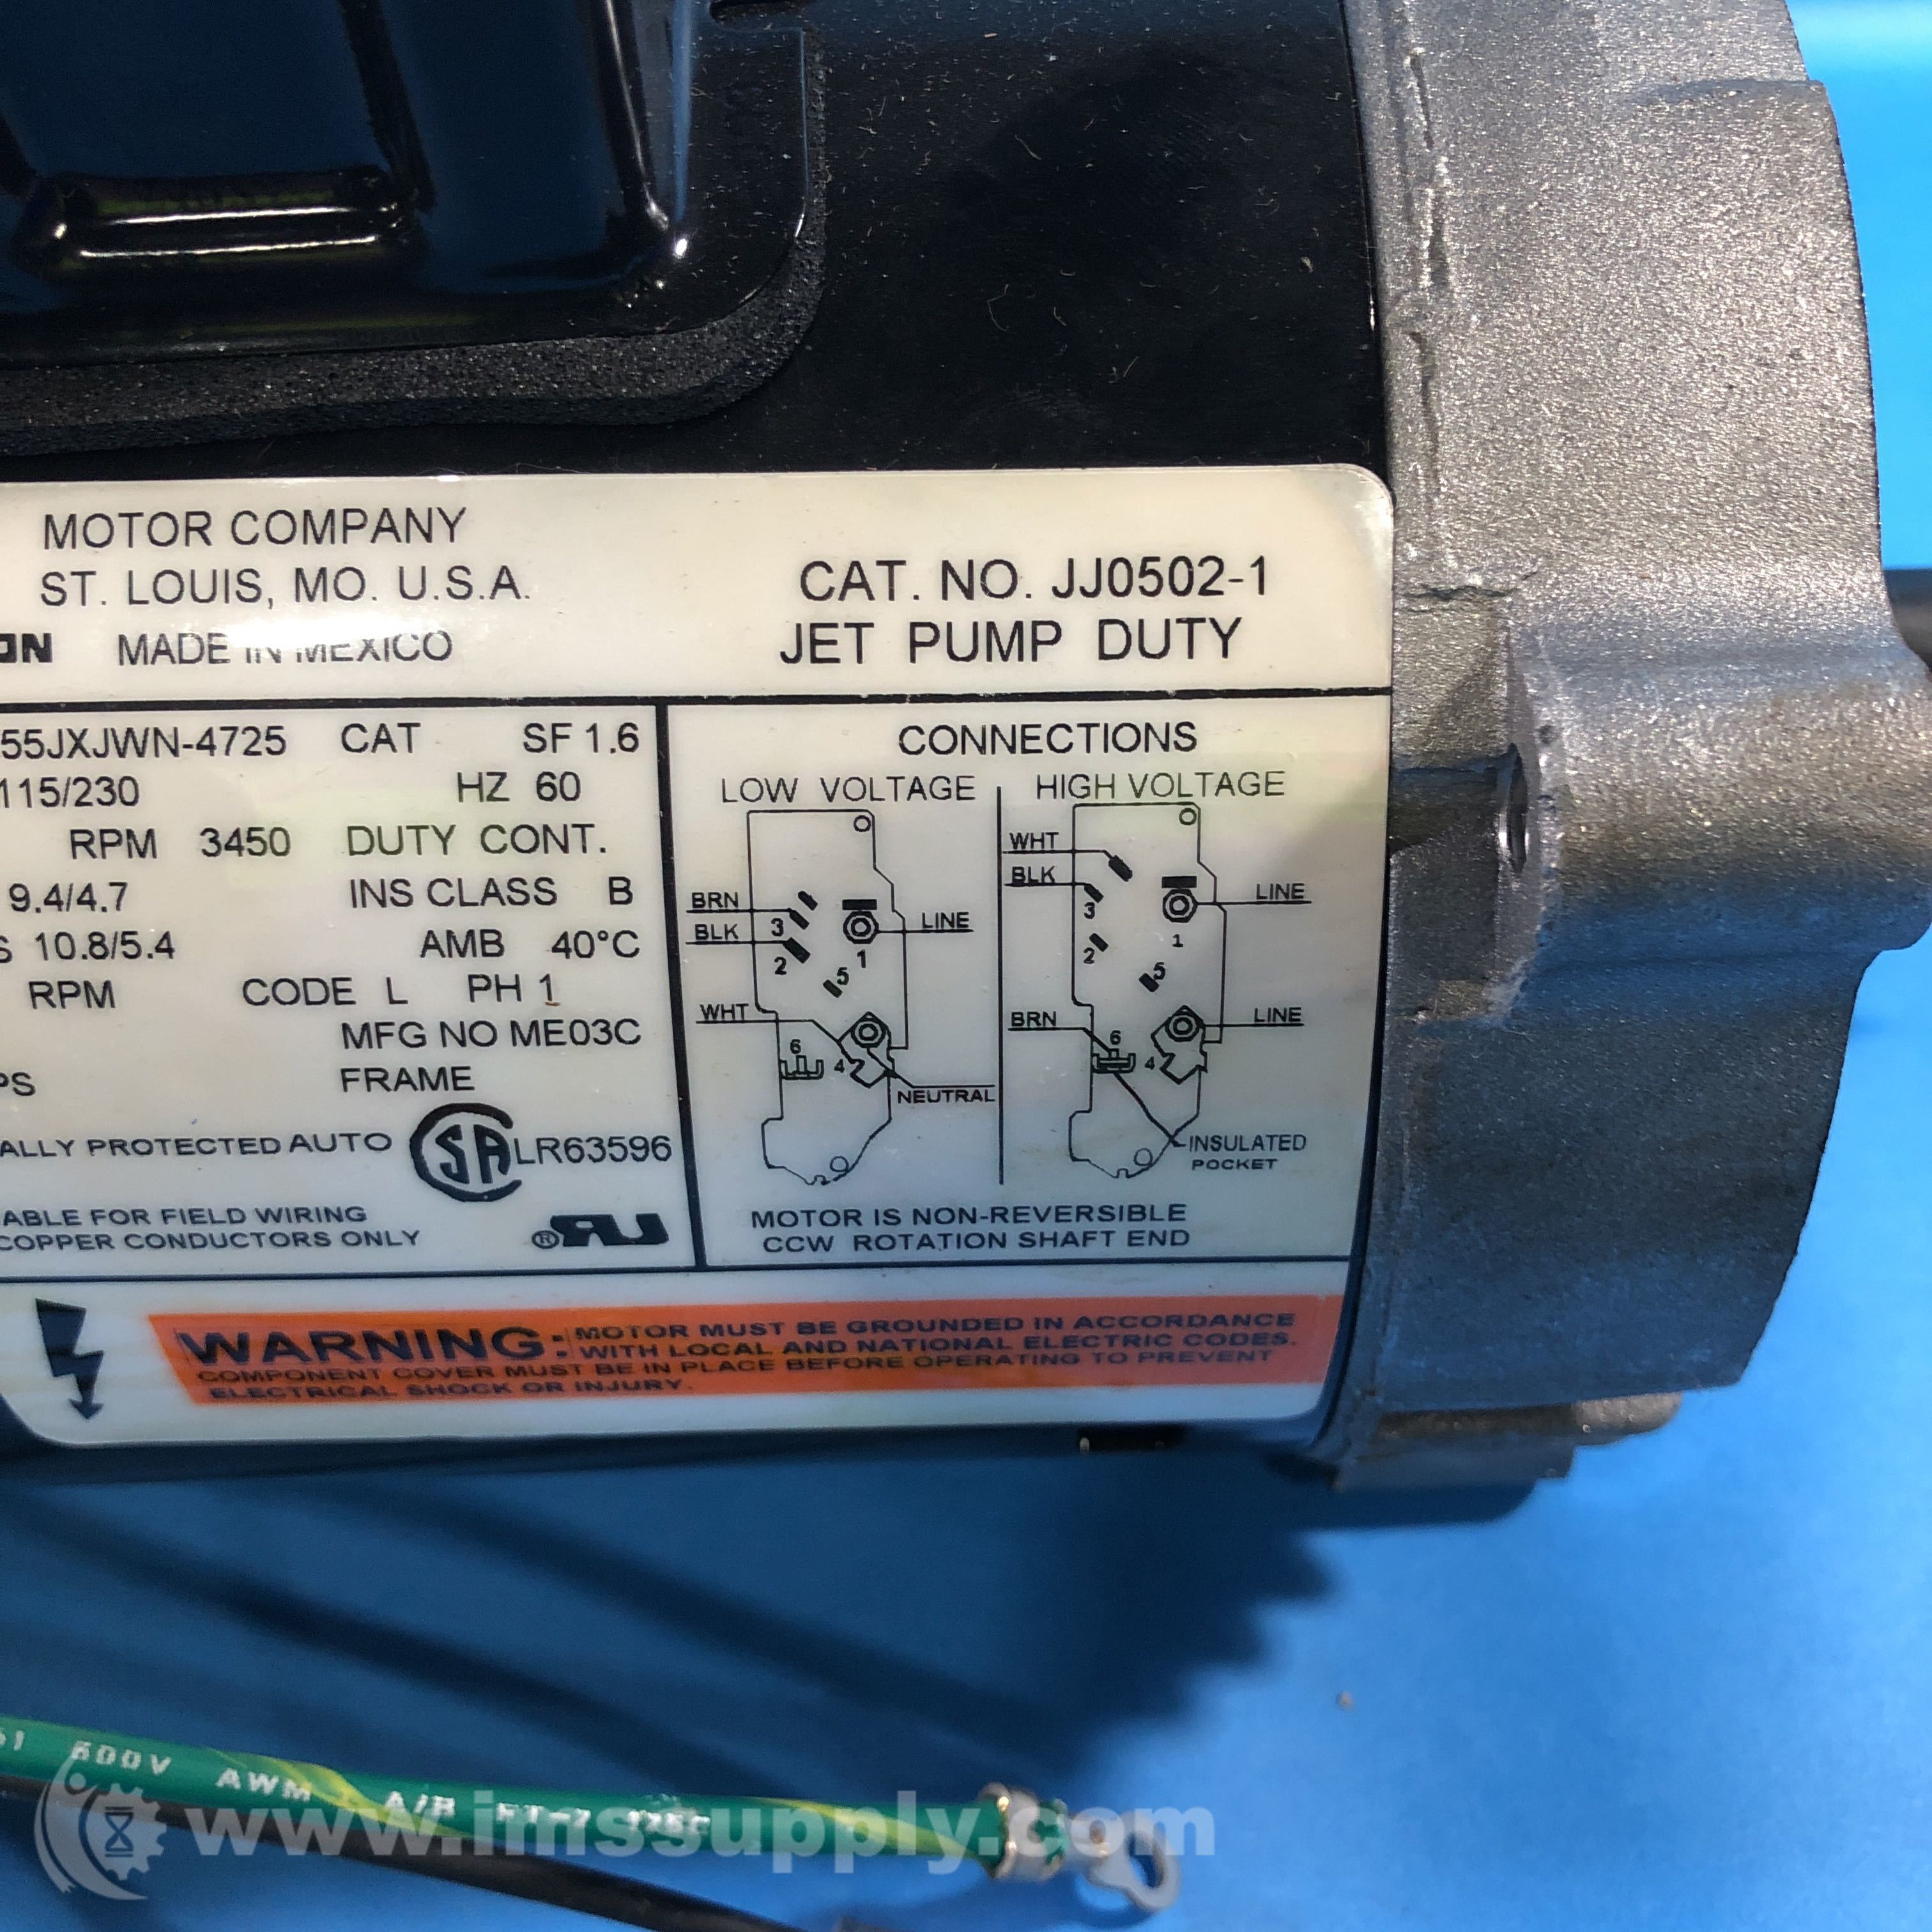 MOTOR COMPANY
ST. LOUIS, MO. U.S.A.
MADE IN MEXICO
CAT. NO. JJ0502-1
JET PUMP DUTY
55JXJWN-4725 CAT SF 1.6
115/230 HZ 60
RPM 3450 DUTY CONT.
9.4/4.7 INS CLASS B
S 10.8/5.4 AMB 40°C
RPM CODE L PH 1
MFG NO ME03C
PS FRAME
ALLY PROTECTED AUTO SA LR63596
ABLE FOR FIELD WIRING
COPPER CONDUCTORS ONLY ®
CONNECTIONS
LOW VOLTAGE
BRN
BLK
WHT
3
2
5
1
6
4
LINE
NEUTRAL
HIGH VOLTAGE
WHT
BLK
BRN
3
2
5
1
6
4
LINE
LINE
INSULATED
POCKET
MOTOR IS NON-REVERSIBLE
CCW ROTATION SHAFT END
WARNING: MOTOR MUST BE GROUNDED IN ACCORDANCE
WITH LOCAL AND NATIONAL ELECTRIC CODES.
COMPONENT COVER MUST BE IN PLACE BEFORE OPERATING TO PREVENT
ELECTRICAL SHOCK OR INJURY.
600V AWM I A/B
www.imssupply.com